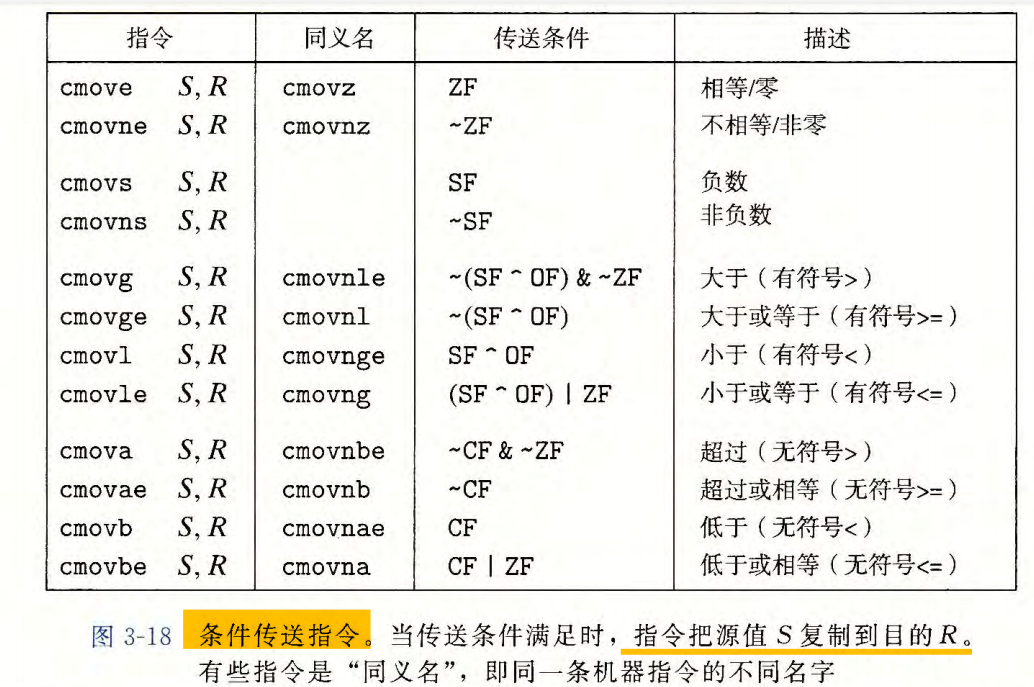 指令 同义名 传送条件 描述
cmove S, R cmovz ZF 相等/零
cmovne S, R cmovnz ~ZF 不相等/非零
cmovs S, R SF 负数
cmovns S, R ~SF 非负数
cmovg S, R cmovnle ~(SF ^ OF) & ~ZF 大于（有符号>）
cmovge S, R cmovnl ~(SF ^ OF) 大于或等于（有符号>=）
cmovl S, R cmovnge SF ^ OF 小于（有符号<）
cmovle S, R cmovng (SF ^ OF) | ZF 小于或等于（有符号<=）
cmova S, R cmovnbe ~CF & ~ZF 超过（无符号>）
cmovae S, R cmovnb ~CF 超过或相等（无符号>=）
cmovb S, R cmovnae CF 低于（无符号<）
cmovbe S, R cmovna CF | ZF 低于或相等（无符号<=）
图 3-18 条件传送指令。当传送条件满足时，指令把源值 S 复制到目的 R。
有些指令是“同义名”，即同一条机器指令的不同名字